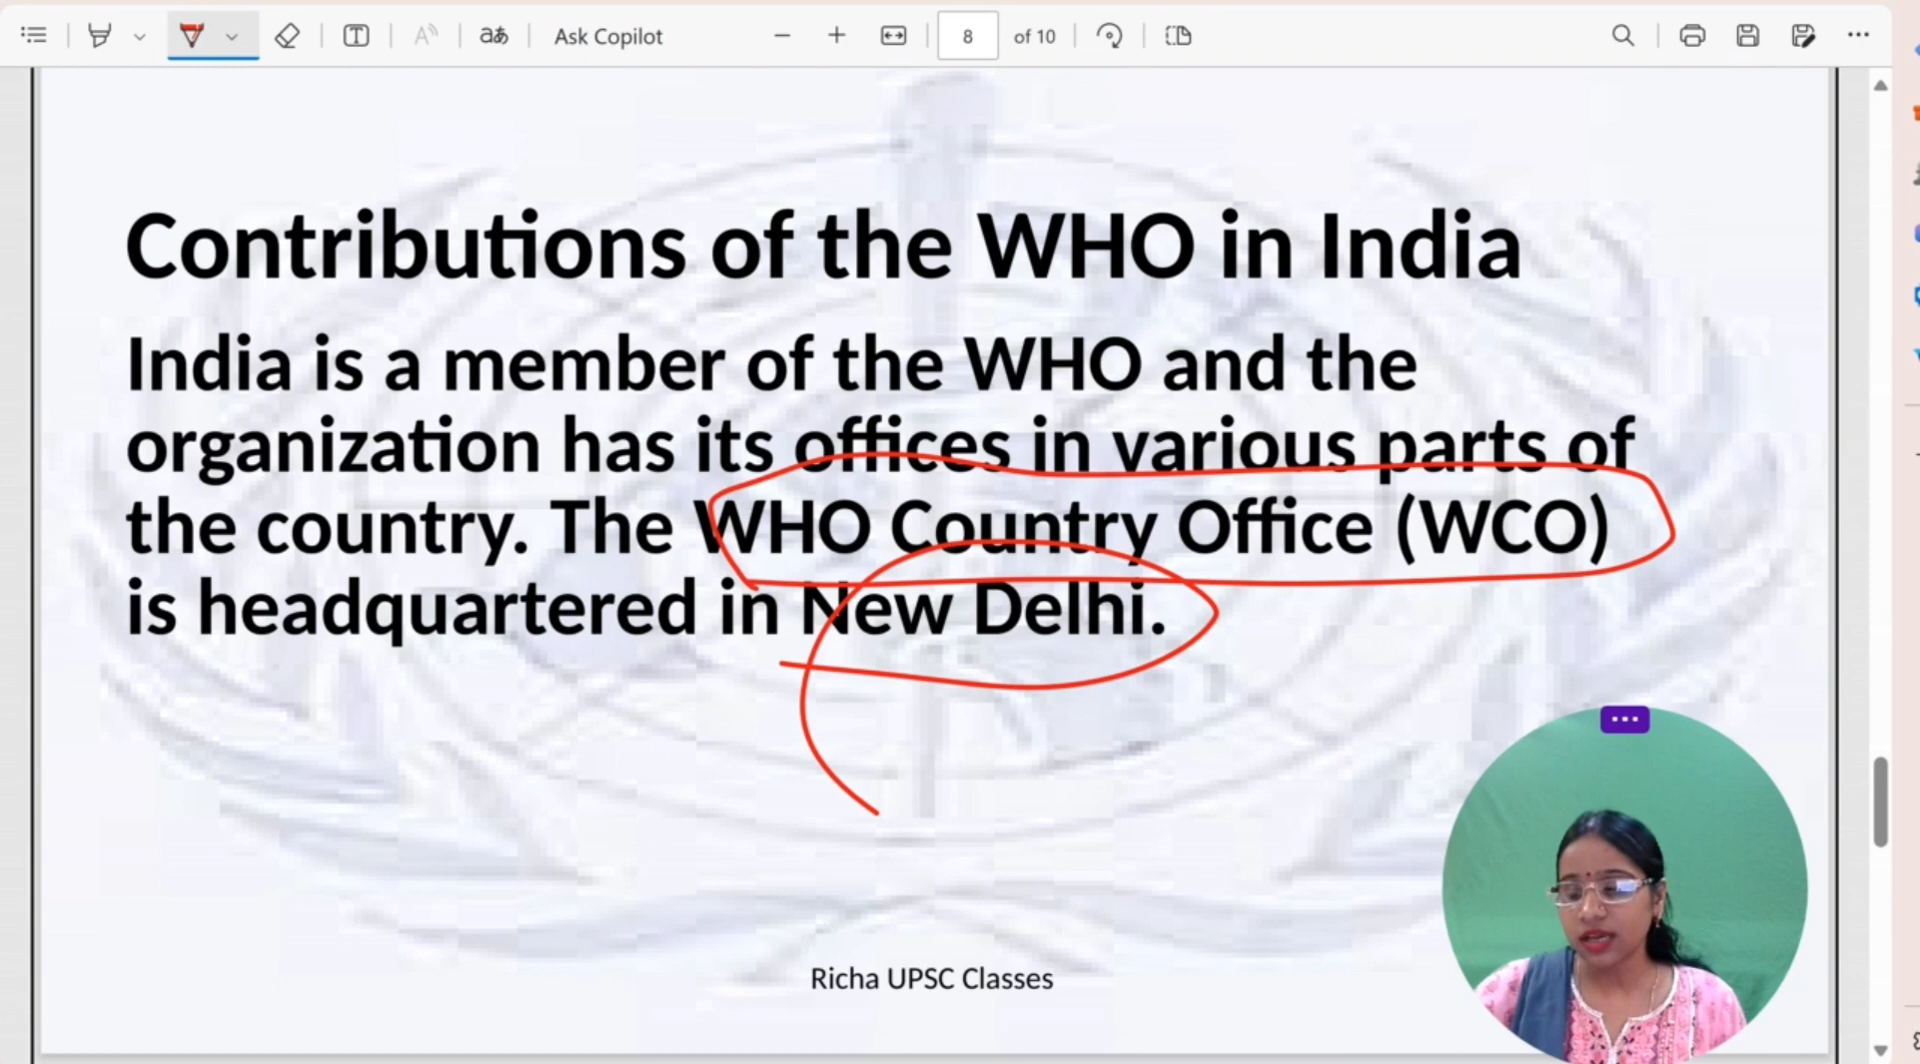 Ask Copilot
8 of 10
Contributions of the WHO in India
India is a member of the WHO and the
organization has its offices in various parts of
the country. The WHO Country Office (WCO)
is headquartered in New Delhi.
Richa UPSC Classes